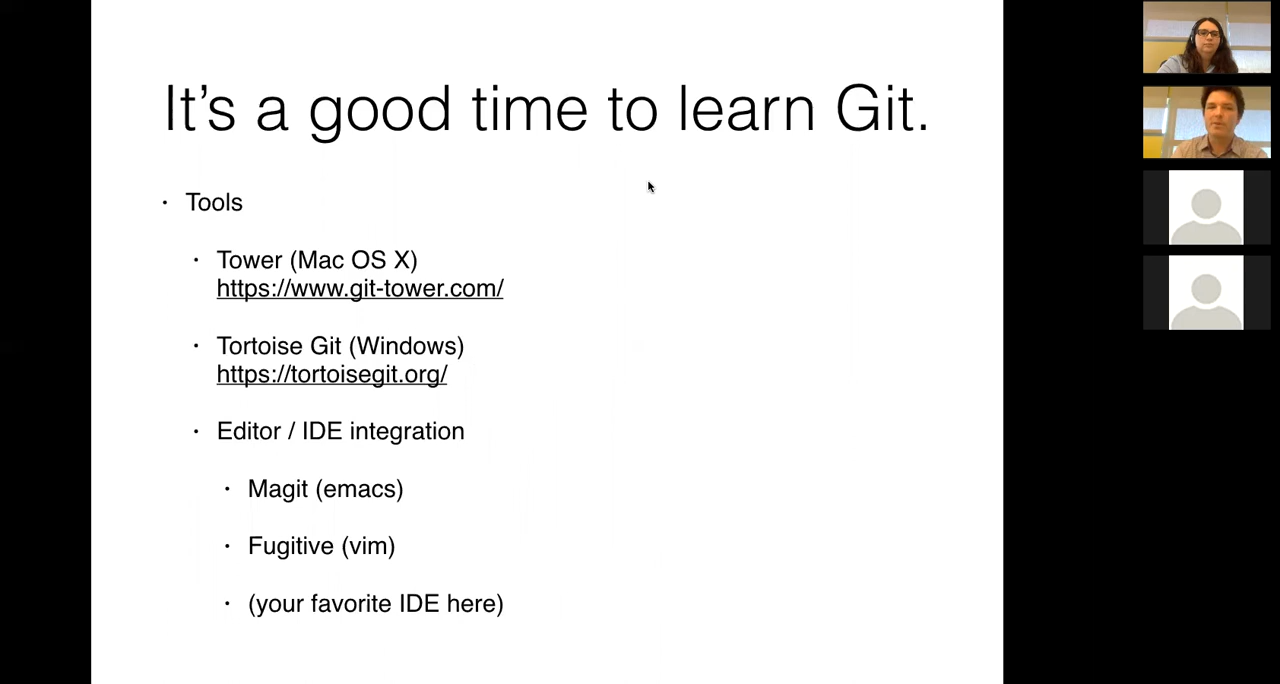 It’s a good time to learn Git.
• Tools
• Tower (Mac OS X)
https://www.git-tower.com/
• Tortoise Git (Windows)
https://tortoisegit.org/
• Editor / IDE integration
• Magit (emacs)
• Fugitive (vim)
• (your favorite IDE here)